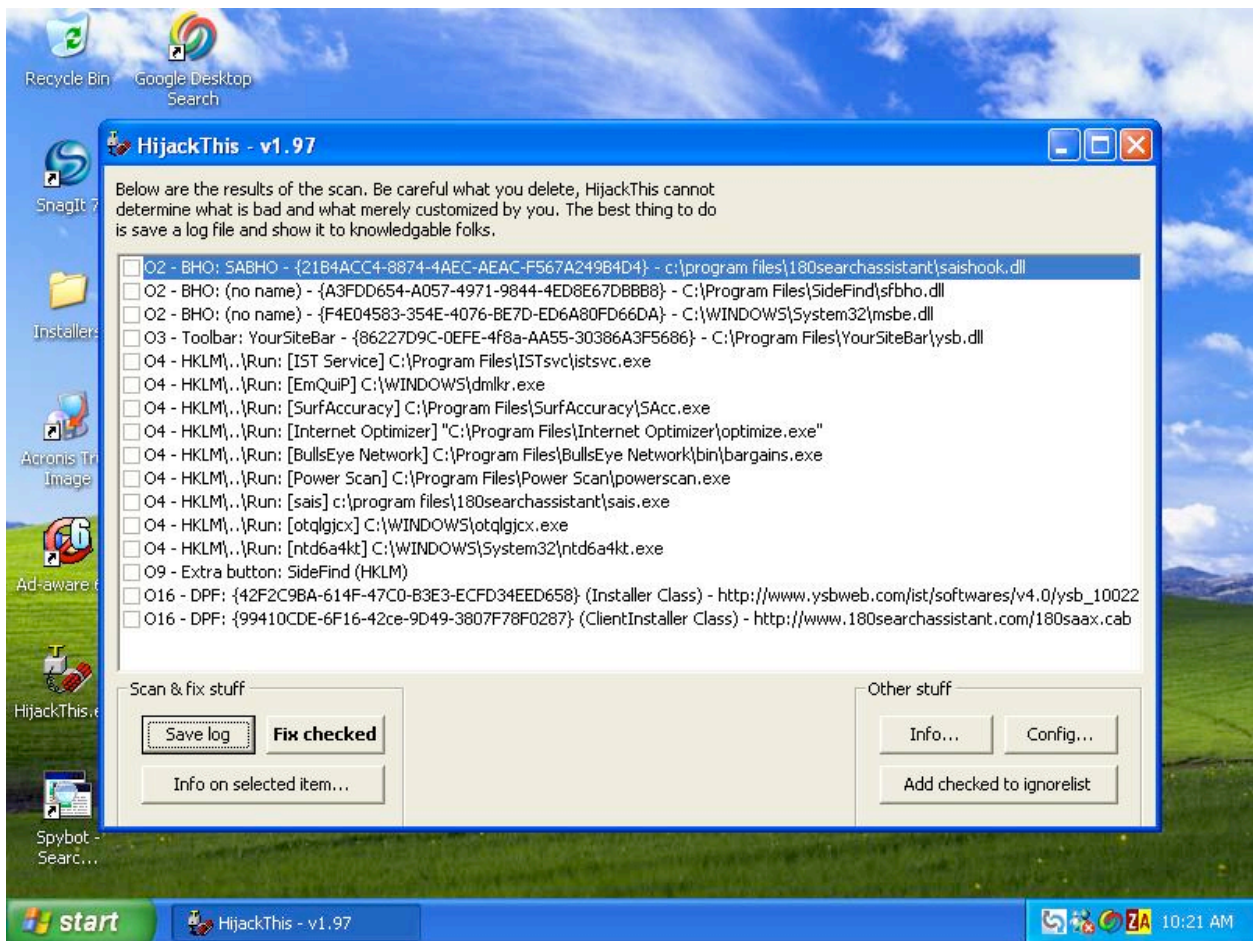 Recycle Bin
Google Desktop
Search
SnagIt 7
Installers
Acronis Tr
Image
Ad-aware 6
HijackThis.e
Spybot -
Searc...
HijackThis - v1.97
Below are the results of the scan. Be careful what you delete, HijackThis cannot
determine what is bad and what merely customized by you. The best thing to do
is save a log file and show it to knowledgable folks.
O2 - BHO: SABHO - {21B4ACC4-8874-4AEC-AEAC-F567A249B4D4} - c:\program files\180searchassistant\saishook.dll
O2 - BHO: (no name) - {A3FDD654-A057-4971-9844-4ED8E67DBBB8} - C:\Program Files\SideFind\sfbho.dll
O2 - BHO: (no name) - {F4E04583-354E-4076-BE7D-ED6A80FD66DA} - C:\WINDOWS\System32\msbe.dll
O3 - Toolbar: YourSiteBar - {86227D9C-0EFE-4f8a-AA55-30386A3F5686} - C:\Program Files\YourSiteBar\ysb.dll
O4 - HKLM\..\Run: [IST Service] C:\Program Files\ISTsvc\istsvc.exe
O4 - HKLM\..\Run: [EmQuiP] C:\WINDOWS\dmlkr.exe
O4 - HKLM\..\Run: [SurfAccuracy] C:\Program Files\SurfAccuracy\SAcc.exe
O4 - HKLM\..\Run: [Internet Optimizer] "C:\Program Files\Internet Optimizer\optimize.exe"
O4 - HKLM\..\Run: [BullsEye Network] C:\Program Files\BullsEye Network\bin\bargains.exe
O4 - HKLM\..\Run: [Power Scan] C:\Program Files\Power Scan\powerscan.exe
O4 - HKLM\..\Run: [sais] c:\program files\180searchassistant\sais.exe
O4 - HKLM\..\Run: [otqlgjcx] C:\WINDOWS\otqlgjcx.exe
O4 - HKLM\..\Run: [ntd6a4kt] C:\WINDOWS\System32\ntd6a4kt.exe
O9 - Extra button: SideFind (HKLM)
O16 - DPF: {42F2C9BA-614F-47C0-B3E3-ECFD34EED658} (Installer Class) - http://www.ysbweb.com/ist/softwares/v4.0/ysb_10022
O16 - DPF: {99410CDE-6F16-42ce-9D49-3807F78F0287} (ClientInstaller Class) - http://www.180searchassistant.com/180saax.cab
Scan & fix stuff
Save log
Fix checked
Info on selected item...
Other stuff
Info...
Config...
Add checked to ignorelist
start
HijackThis - v1.97
ZA
10:21 AM